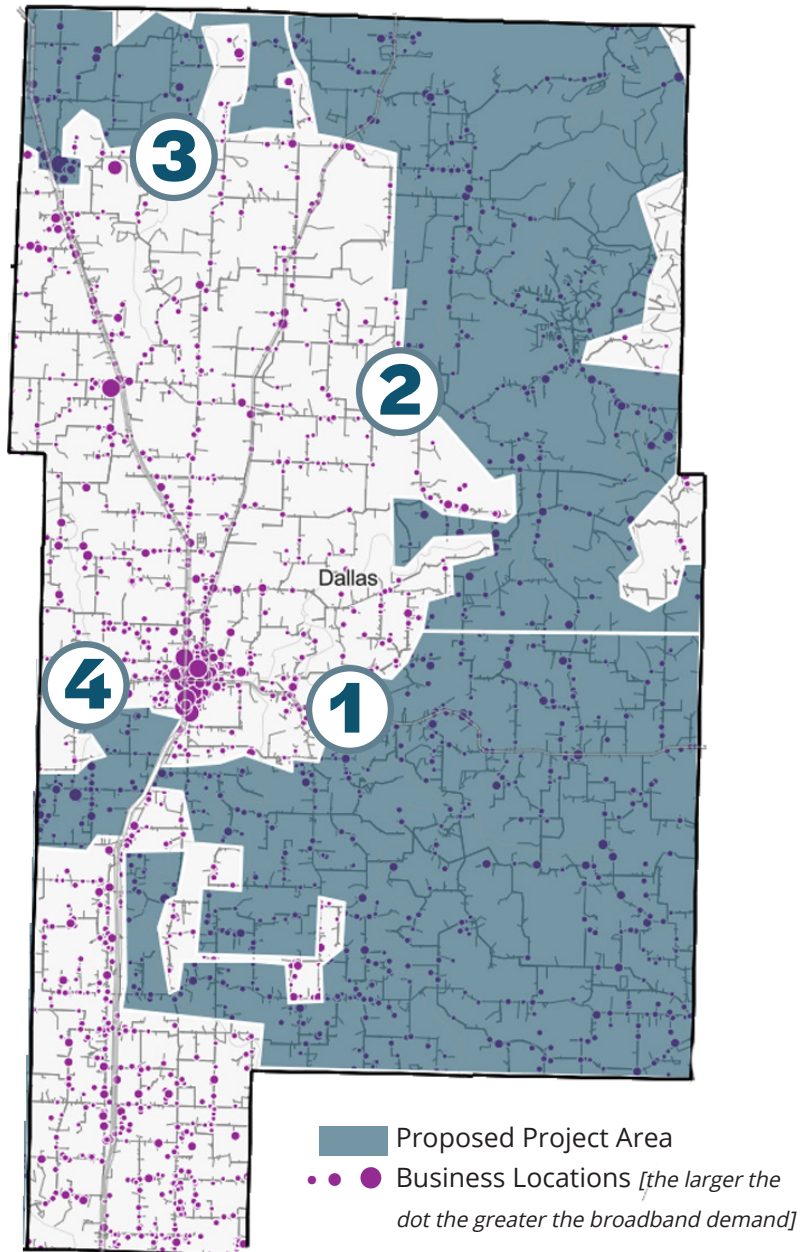 3
2
Dallas
4
1
Proposed Project Area
Business Locations [the larger the
dot the greater the broadband demand]